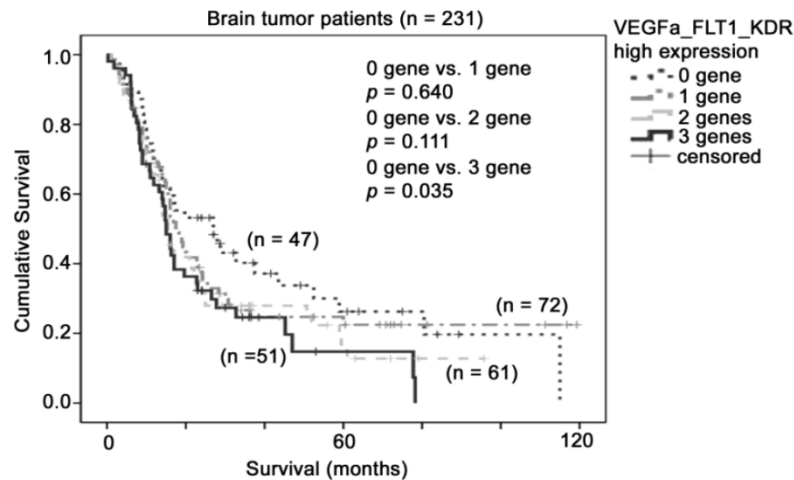 Brain tumor patients (n = 231)
VEGFa_FLT1_KDR
high expression
0 gene
1 gene
2 genes
3 genes
censored
0 gene vs. 1 gene
p = 0.640
0 gene vs. 2 gene
p = 0.111
0 gene vs. 3 gene
p = 0.035
(n = 47)
(n = 72)
(n =51)
(n = 61)
Cumulative Survival
1.0
0.8
0.6
0.4
0.2
0.0
0
60
120
Survival (months)